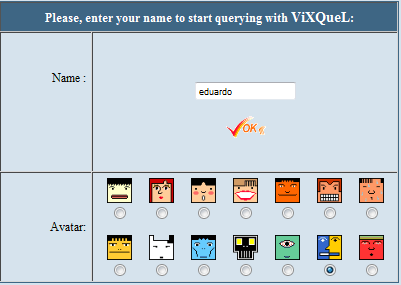 Please, enter your name to start querying with ViXQueL:
Name :
eduardo
OK
Avatar: